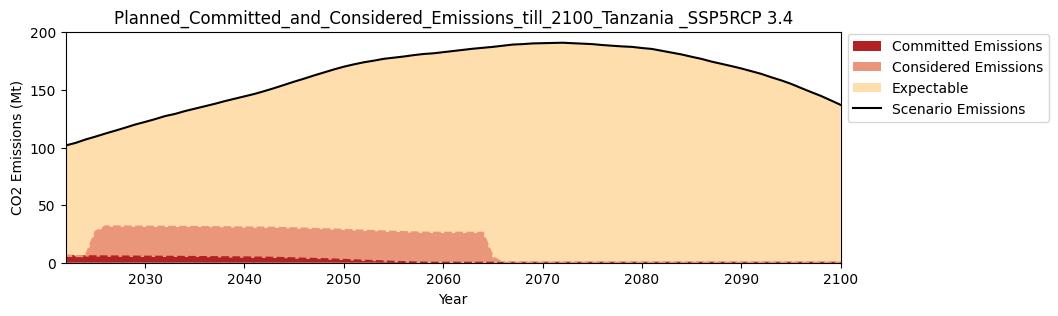 Planned_Committed_and_Considered_Emissions_till_2100_Tanzania _SSP5RCP 3.4
CO2 Emissions (Mt)
200
150
100
50
0
2030 2040 2050 2060 2070 2080 2090 2100
Year
Committed Emissions
Considered Emissions
Expectable
Scenario Emissions